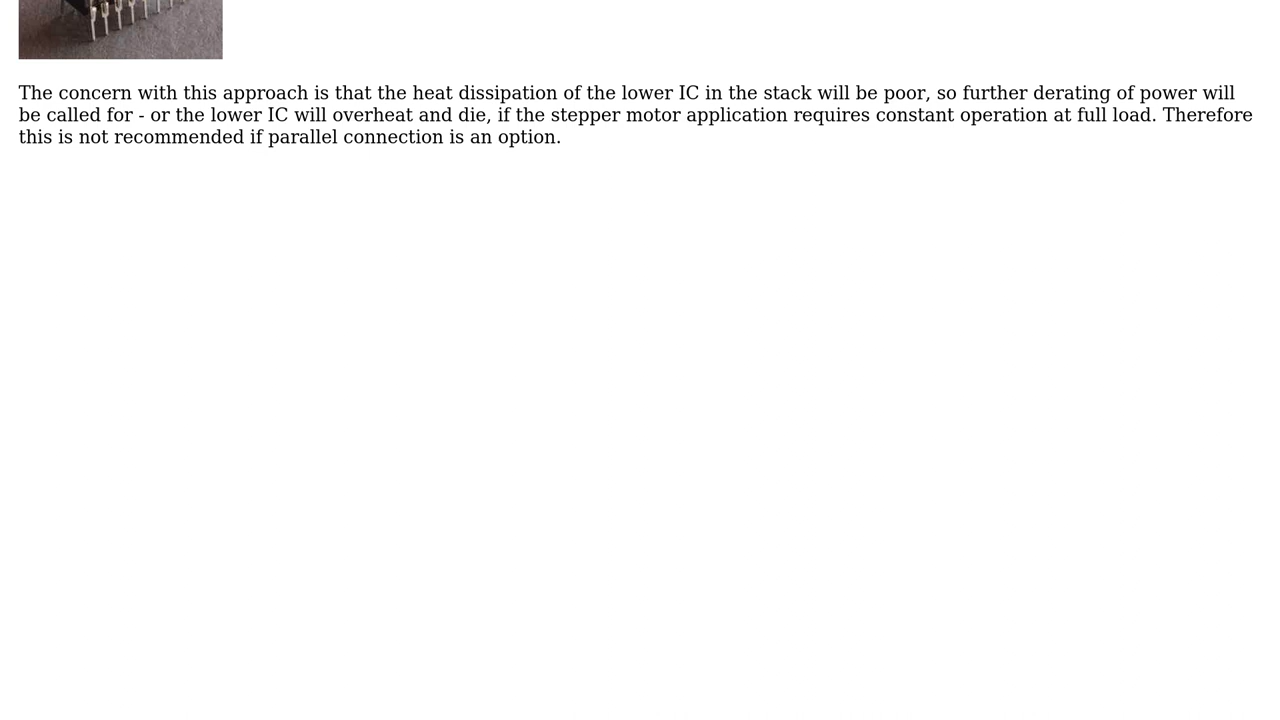 The concern with this approach is that the heat dissipation of the lower IC in the stack will be poor, so further derating of power will
be called for - or the lower IC will overheat and die, if the stepper motor application requires constant operation at full load. Therefore
this is not recommended if parallel connection is an option.